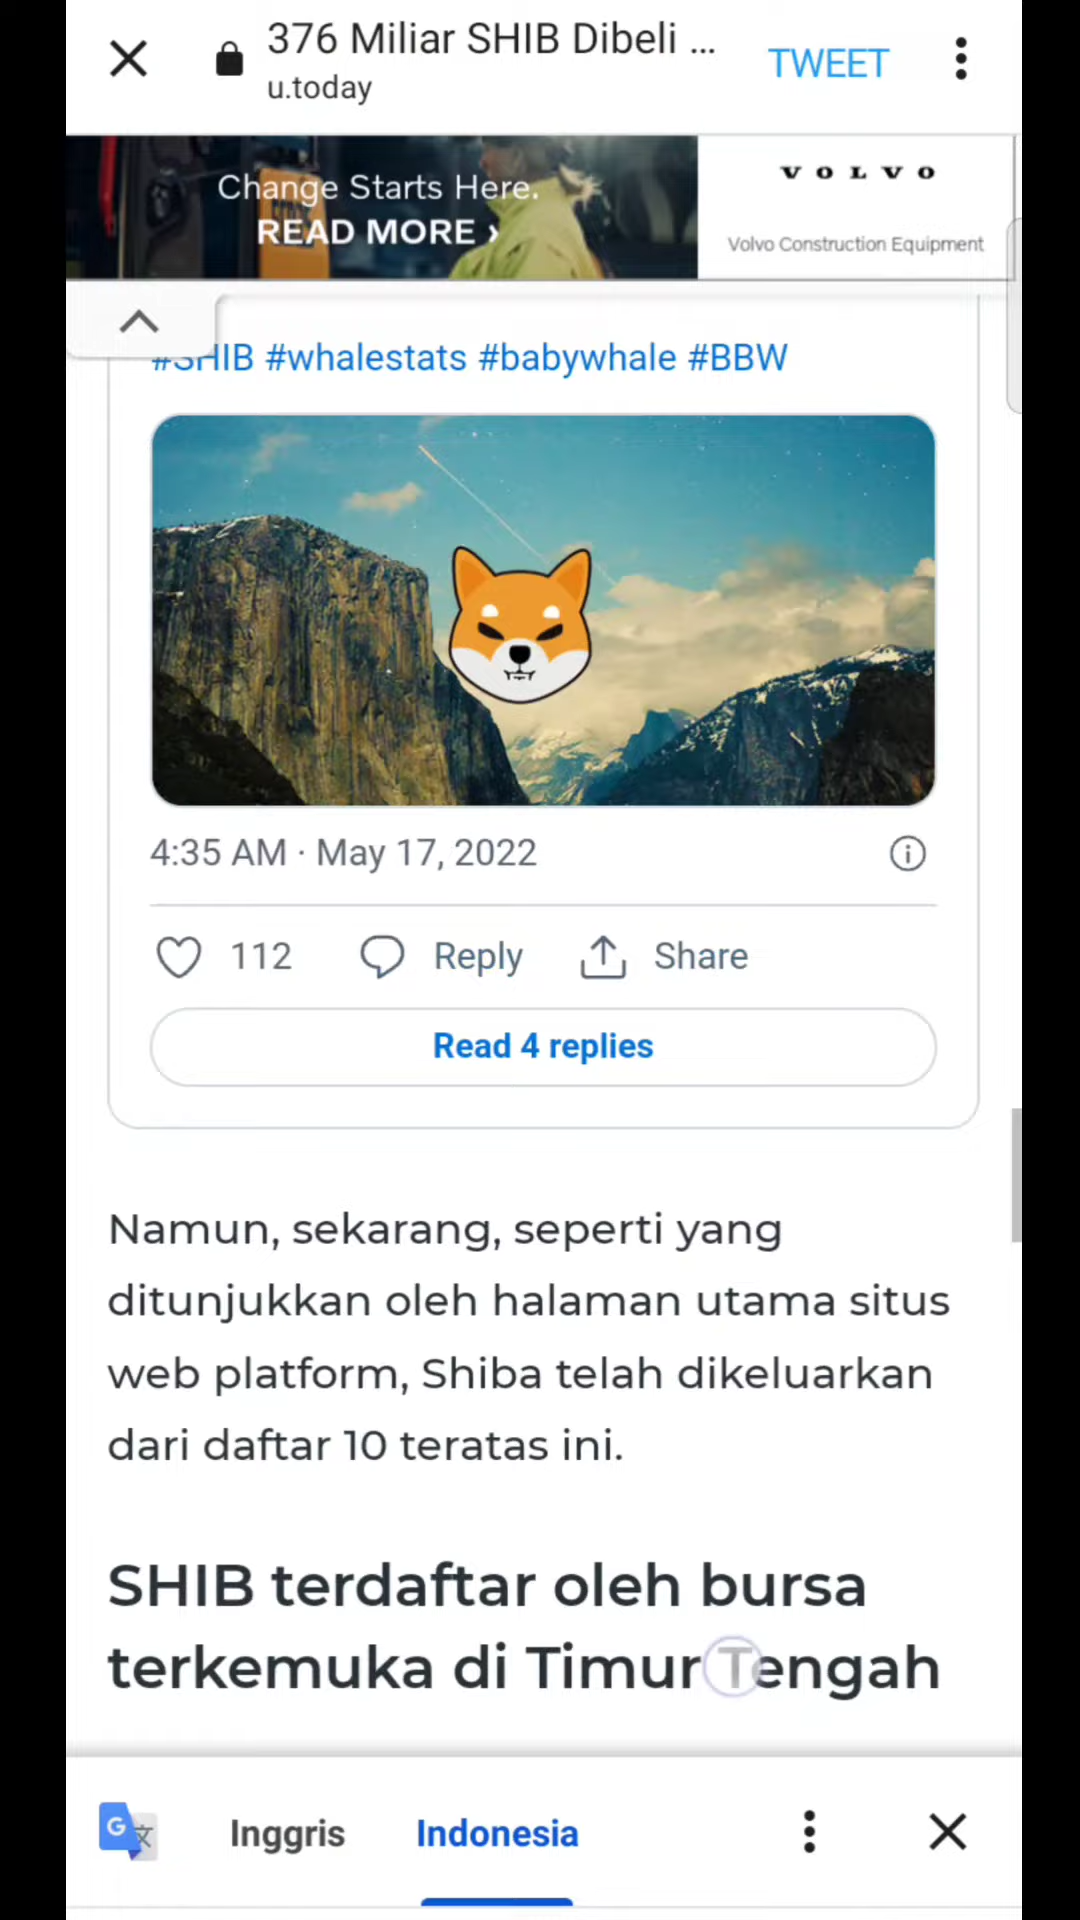 376 Miliar SHIB Dibeli ...
u.today
TWEET
Change Starts Here.
READ MORE ›
VOLVO
Volvo Construction Equipment
#SHIB #whalestats #babywhale #BBW
4:35 AM · May 17, 2022
112 Reply Share
Read 4 replies
Namun, sekarang, seperti yang
ditunjukkan oleh halaman utama situs
web platform, Shiba telah dikeluarkan
dari daftar 10 teratas ini.
SHIB terdaftar oleh bursa
terkemuka di Timur Tengah
Inggris Indonesia